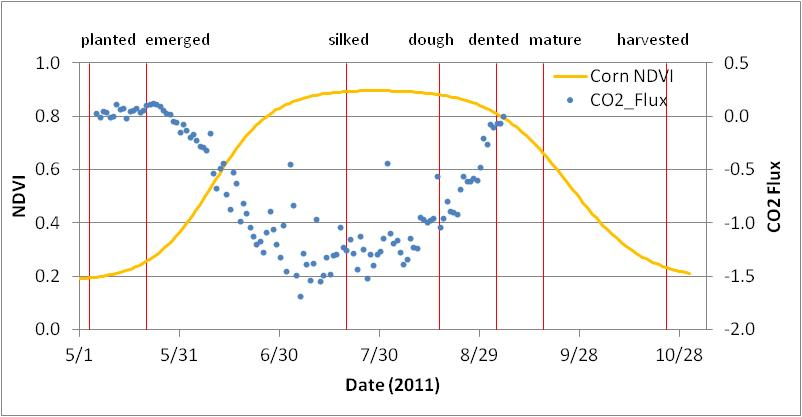 planted emerged silked dough dented mature harvested
1.0 0.5
Corn NDVI
CO2_Flux
0.8 0.0
0.6 -0.5
NDVI
CO2 Flux
0.4 -1.0
0.2 -1.5
0.0 -2.0
5/1 5/31 6/30 7/30 8/29 9/28 10/28
Date (2011)